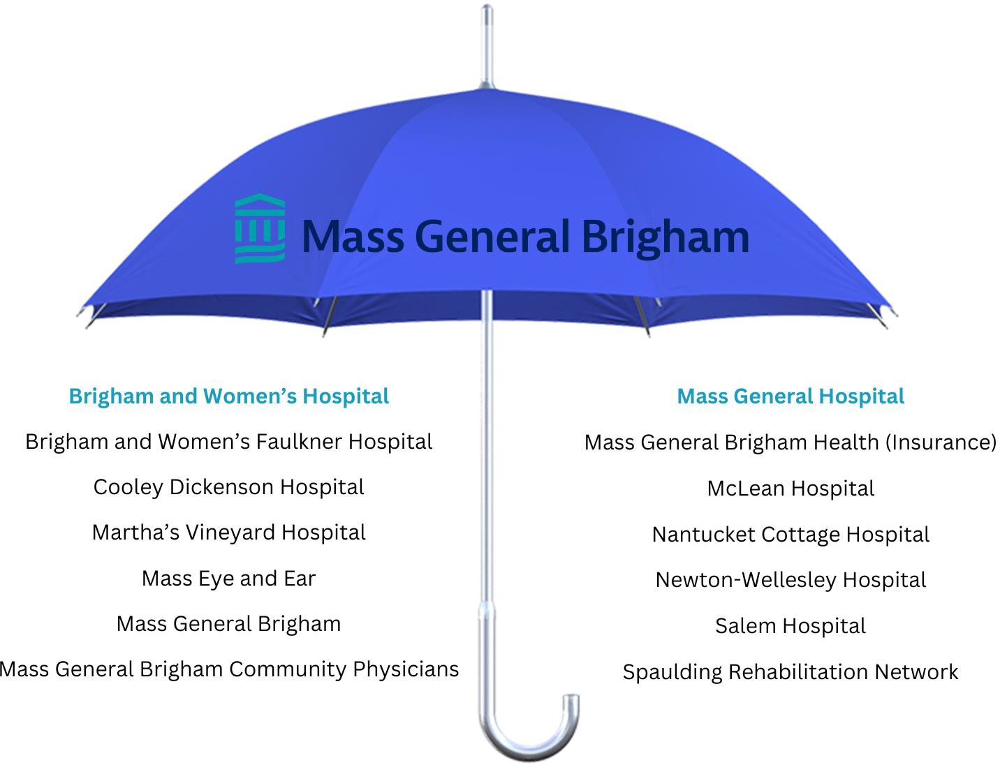 Mass General Brigham
Brigham and Women’s Hospital
Brigham and Women’s Faulkner Hospital
Cooley Dickenson Hospital
Martha’s Vineyard Hospital
Mass Eye and Ear
Mass General Brigham
Mass General Brigham Community Physicians
Mass General Hospital
Mass General Brigham Health (Insurance)
McLean Hospital
Nantucket Cottage Hospital
Newton-Wellesley Hospital
Salem Hospital
Spaulding Rehabilitation Network